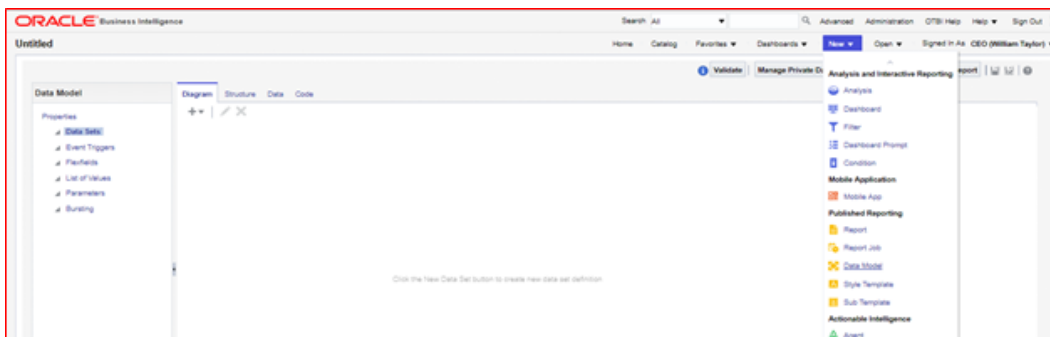 ORACLE Business Intelligence
Search All Advanced Administration OTBI Help Help Sign Out
Untitled
Home Catalog Favorites Dashboards New Open Signed In As CEO (William Taylor)
Validate Manage Private Da
Analysis and Interactive Reporting
eport
Data Model
Diagram Structure Data Code
Properties
Data Sets
Event Triggers
Flexfields
List of Values
Parameters
Bursting
Click the New Data Set button to create new data set definition
Analysis
Dashboard
Filter
Dashboard Prompt
Condition
Mobile Application
Mobile App
Published Reporting
Report
Report Job
Data Model
Style Template
Sub Template
Actionable Intelligence
Agent